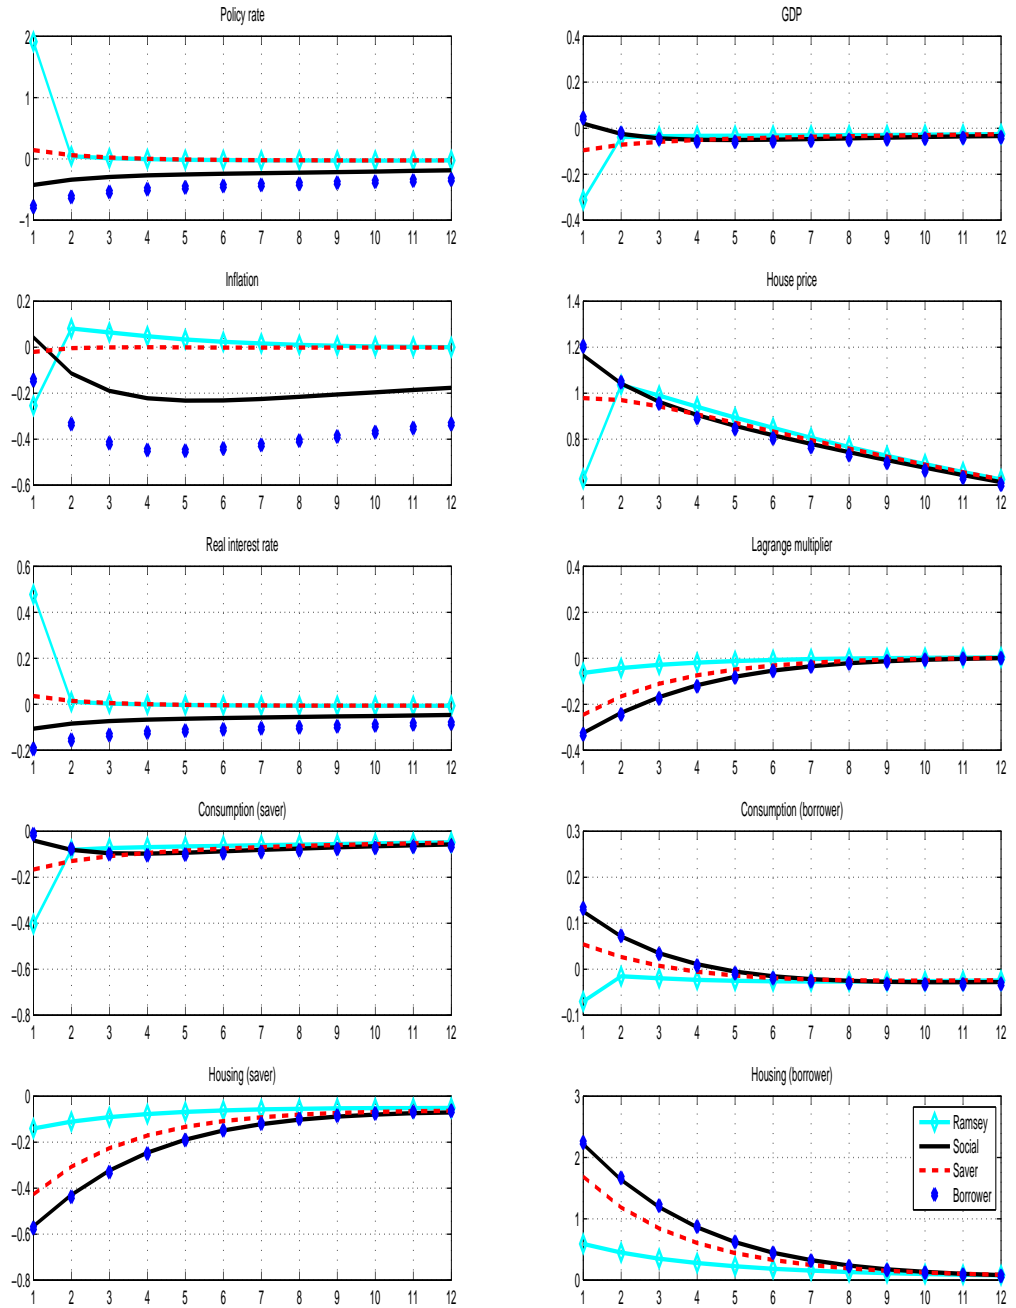 Policy rate
2
1
0
−1
1 2 3 4 5 6 7 8 9 10 11 12
GDP
0.4
0.2
0
−0.2
−0.4
1 2 3 4 5 6 7 8 9 10 11 12
Inflation
0.2
0
−0.2
−0.4
−0.6
1 2 3 4 5 6 7 8 9 10 11 12
House price
1.4
1.2
1
0.8
1 2 3 4 5 6 7 8 9 10 11 12
Real interest rate
0.6
0.4
0.2
0
−0.2
1 2 3 4 5 6 7 8 9 10 11 12
Lagrange multiplier
0.4
0.2
0
−0.2
−0.4
1 2 3 4 5 6 7 8 9 10 11 12
Consumption (saver)
0
−0.2
−0.4
−0.6
−0.8
1 2 3 4 5 6 7 8 9 10 11 12
Consumption (borrower)
0.3
0.2
0.1
0
−0.1
1 2 3 4 5 6 7 8 9 10 11 12
Housing (saver)
0
−0.2
−0.4
−0.6
−0.8
1 2 3 4 5 6 7 8 9 10 11 12
Housing (borrower)
3
2
1
0
1 2 3 4 5 6 7 8 9 10 11 12
Ramsey
Social
Saver
Borrower